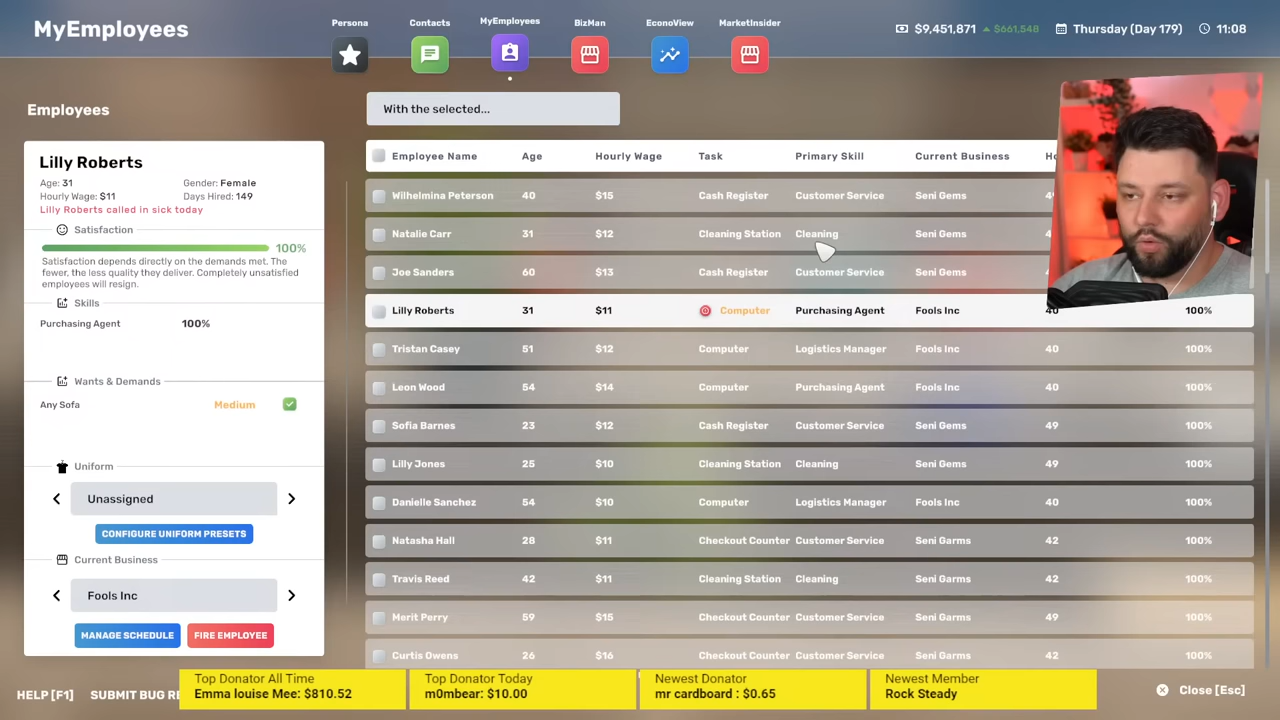 MyEmployees
Persona
Contacts
MyEmployees
BizMan
EconoView
MarketInsider
$9,451,871 $661,548 Thursday (Day 179) 11:08
Employees
Lilly Roberts
Age: 31 Gender: Female
Hourly Wage: $11 Days Hired: 149
Lilly Roberts called in sick today
Satisfaction
100%
Satisfaction depends directly on the demands met. The
fewer, the less quality they deliver. Completely unsatisfied
employees will resign.
Skills
Purchasing Agent 100%
Wants & Demands
Any Sofa Medium
Uniform
Unassigned
CONFIGURE UNIFORM PRESETS
Current Business
Fools Inc
MANAGE SCHEDULE FIRE EMPLOYEE
With the selected...
Employee Name Age Hourly Wage Task Primary Skill Current Business
Wilhelmina Peterson 40 $15 Cash Register Customer Service Seni Gems
Natalie Carr 31 $12 Cleaning Station Cleaning Seni Gems
Joe Sanders 60 $13 Cash Register Customer Service Seni Gems
Lilly Roberts 31 $11 Computer Purchasing Agent Fools Inc 40 100%
Tristan Casey 51 $12 Computer Logistics Manager Fools Inc 40 100%
Leon Wood 54 $14 Computer Purchasing Agent Fools Inc 40 100%
Sofia Barnes 23 $12 Cash Register Customer Service Seni Gems 49 100%
Lilly Jones 25 $10 Cleaning Station Cleaning Seni Gems 49 100%
Danielle Sanchez 54 $10 Computer Logistics Manager Fools Inc 40 100%
Natasha Hall 28 $11 Checkout Counter Customer Service Seni Garms 42 100%
Travis Reed 42 $11 Cleaning Station Cleaning Seni Garms 42 100%
Merit Perry 59 $15 Checkout Counter Customer Service Seni Garms 49 100%
Curtis Owens 26 $16 Checkout Counter Customer Service Seni Garms 42 100%
HELP [F1] SUBMIT BUG RE
Top Donator All Time
Emma louise Mee: $810.52
Top Donator Today
m0mbear: $10.00
Newest Donator
mr cardboard : $0.65
Newest Member
Rock Steady
Close [Esc]